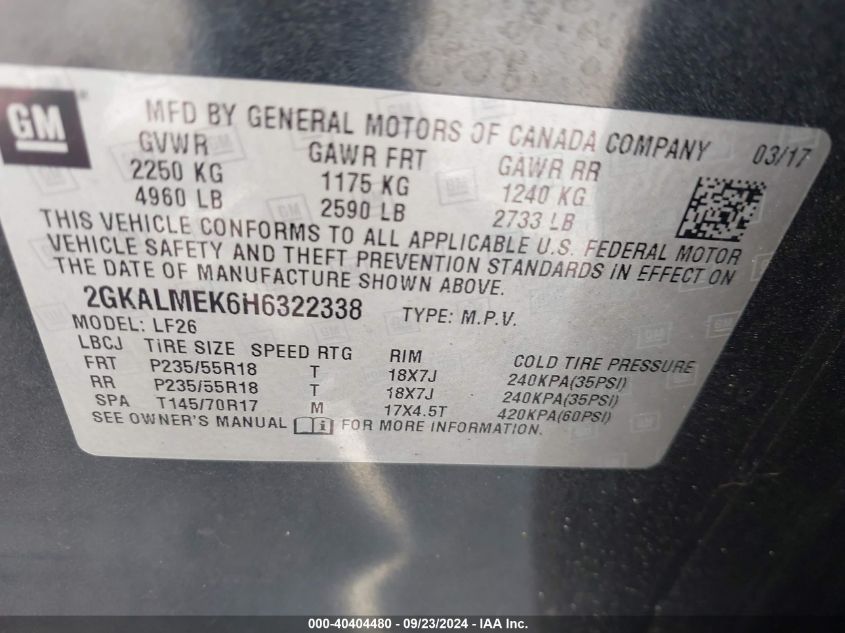 GM
MFD BY GENERAL MOTORS OF CANADA COMPANY 03/17
GVWR GAWR FRT GAWR RR
2250 KG 1175 KG 1240 KG
4960 LB 2590 LB 2733 LB
THIS VEHICLE CONFORMS TO ALL APPLICABLE U.S. FEDERAL MOTOR
VEHICLE SAFETY AND THEFT PREVENTION STANDARDS IN EFFECT ON
THE DATE OF MANUFACTURE SHOWN ABOVE.
2GKALMEK6H6322338 TYPE: M.P.V.
MODEL: LF26
LBCJ TIRE SIZE SPEED RTG RIM COLD TIRE PRESSURE
FRT P235/55R18 T 18X7J 240KPA(35PSI)
RR P235/55R18 T 18X7J 240KPA(35PSI)
SPA T145/70R17 M 17X4.5T 420KPA(60PSI)
SEE OWNER'S MANUAL FOR MORE INFORMATION.
000-40404480 - 09/23/2024 - IAA Inc.